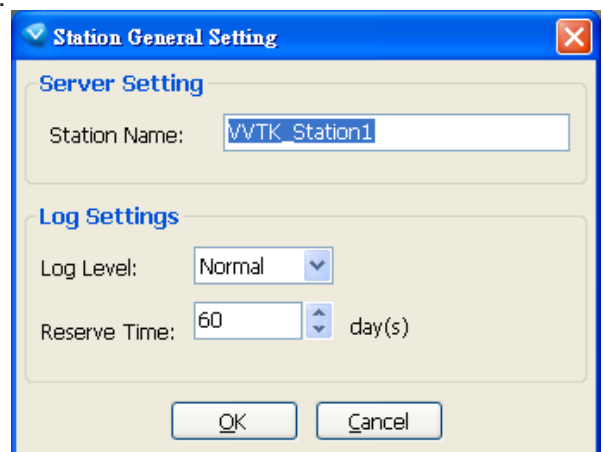 .
Station General Setting
Server Setting
Station Name: VVTK_Station1
Log Settings
Log Level: Normal
Reserve Time: 60 day(s)
OK Cancel